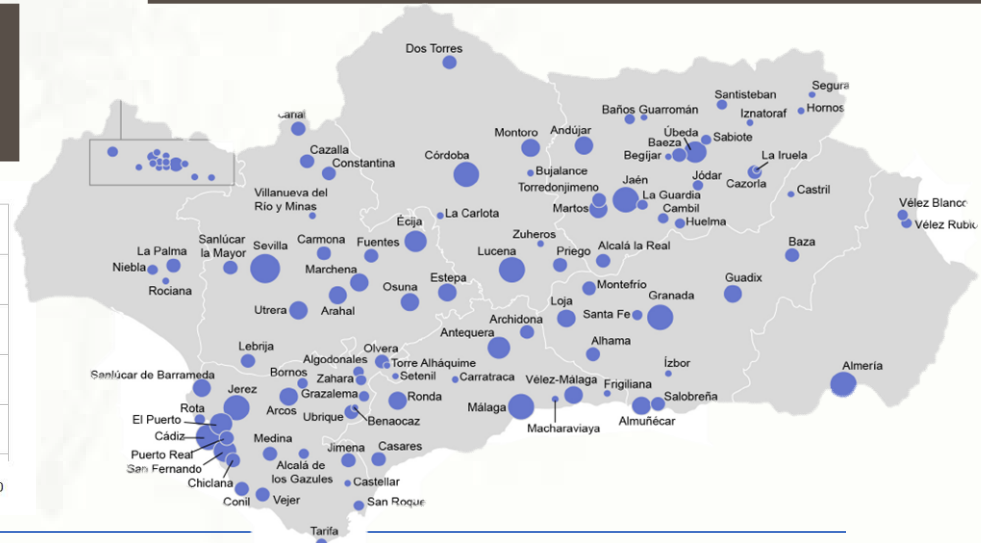 Dos Torres
Segura
Santisteban
Hornos
Baños
Guarromán
Iznatoraf
Montoro
Andújar
Úbeda
Sabiote
Baeza
Cazalla
Constantina
Córdoba
Begíjar
La Iruela
Bujalance
Torredonjimeno
Jaén
Jódar
Cazorla
La Guardia
Castril
Villanueva del
Río y Minas
La Carlota
Martos
Cambil
Huelma
Vélez Blanco
Vélez Rubio
Écija
Zuheros
La Palma
Sanlúcar
la Mayor
Sevilla
Carmona
Fuentes
Lucena
Priego
Alcalá la Real
Baza
Niebla
Rociana
Marchena
Estepa
Guadix
Osuna
Montefrío
Utrera
Arahal
Loja
Santa Fe
Granada
Archidona
Antequera
Alhama
Lebrija
Olvera
Algodonales
Torre Alháquime
Ízbor
Almería
Sanlúcar de Barrameda
Bornos
Zahara
Setenil
Carratraca
Vélez-Málaga
Frigiliana
Jerez
Grazalema
Salobreña
Rota
Arcos
Ronda
Málaga
El Puerto
Ubrique
Benaocaz
Almuñécar
Macharaviaya
Cádiz
Medina
Jimena
Casares
Puerto Real
San Fernando
Alcalá de
los Gazules
Chiclana
Castellar
Conil
Vejer
San Roque
Tarifa
0